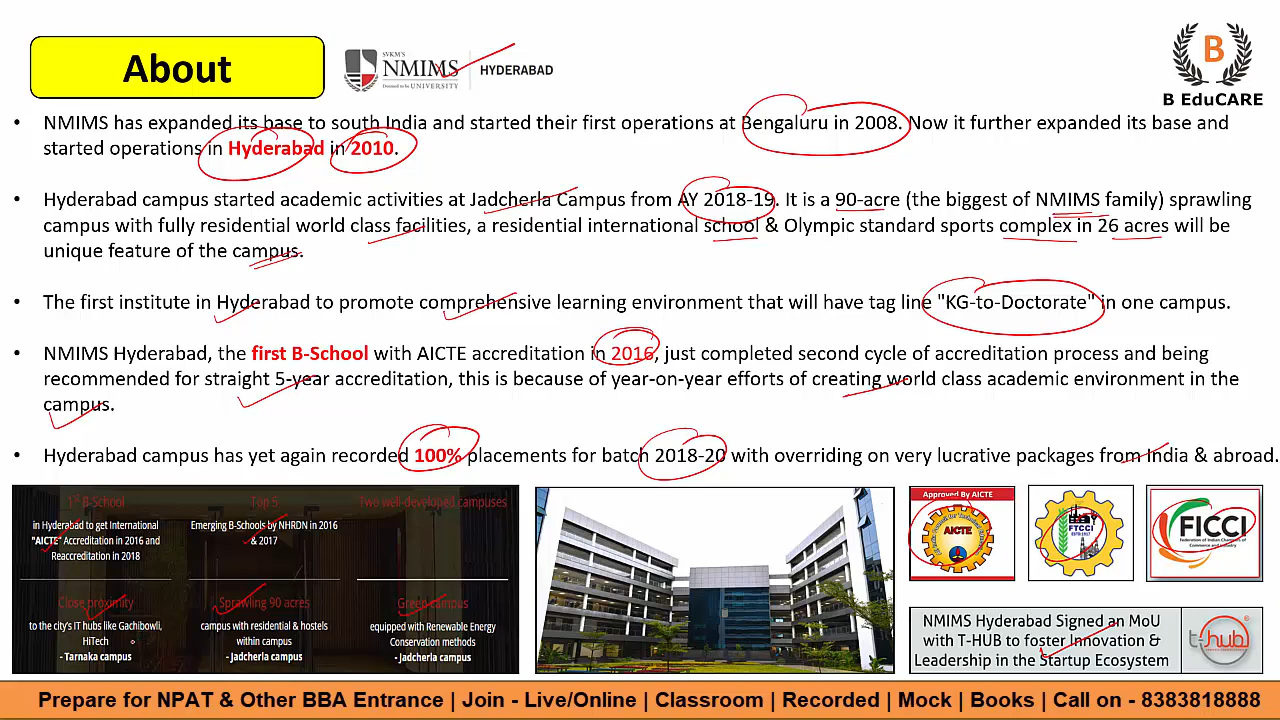 About
SVKM'S
NMIMS
Deemed to be UNIVERSITY
HYDERABAD
B
B EduCARE
• NMIMS has expanded its base to south India and started their first operations at Bengaluru in 2008. Now it further expanded its base and
started operations in Hyderabad in 2010.
• Hyderabad campus started academic activities at Jadcherla Campus from AY 2018-19. It is a 90-acre (the biggest of NMIMS family) sprawling
campus with fully residential world class facilities, a residential international school & Olympic standard sports complex in 26 acres will be
unique feature of the campus.
• The first institute in Hyderabad to promote comprehensive learning environment that will have tag line "KG-to-Doctorate" in one campus.
• NMIMS Hyderabad, the first B-School with AICTE accreditation in 2016, just completed second cycle of accreditation process and being
recommended for straight 5-year accreditation, this is because of year-on-year efforts of creating world class academic environment in the
campus.
• Hyderabad campus has yet again recorded 100% placements for batch 2018-20 with overriding on very lucrative packages from India & abroad.
1st B-School
in Hyderabad to get International
"AICTE" Accreditation in 2016 and
Reaccreditation in 2018
Top 5
Emerging B-Schools by NHRDN in 2016
& 2017
Two well-developed campuses
Close proximity
to the city's IT hubs like Gachibowli,
HiTech
- Tarnaka campus
Sprawling 90 acres
campus with residential & hostels
within campus
- Jadcherla campus
Green campus
equipped with Renewable Energy
Conservation methods
- Jadcherla campus
Approved By AICTE
AICTE
FTCCI
FICCI
Federation of Indian Chambers of
Commerce and Industry
NMIMS Hyderabad Signed an MoU
with T-HUB to foster Innovation &
Leadership in the Startup Ecosystem
t-hub
Prepare for NPAT & Other BBA Entrance | Join - Live/Online | Classroom | Recorded | Mock | Books | Call on - 8383818888